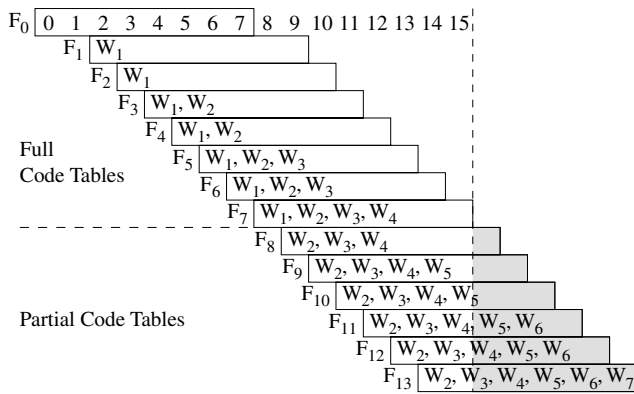 F0 0 1 2 3 4 5 6 7 8 9 10 11 12 13 14 15
F1 W1
F2 W1
F3 W1, W2
F4 W1, W2
F5 W1, W2, W3
F6 W1, W2, W3
F7 W1, W2, W3, W4
Full
Code Tables
F8 W2, W3, W4
F9 W2, W3, W4, W5
F10 W2, W3, W4, W5
F11 W2, W3, W4, W5, W6
F12 W2, W3, W4, W5, W6
F13 W2, W3, W4, W5, W6, W7
Partial Code Tables